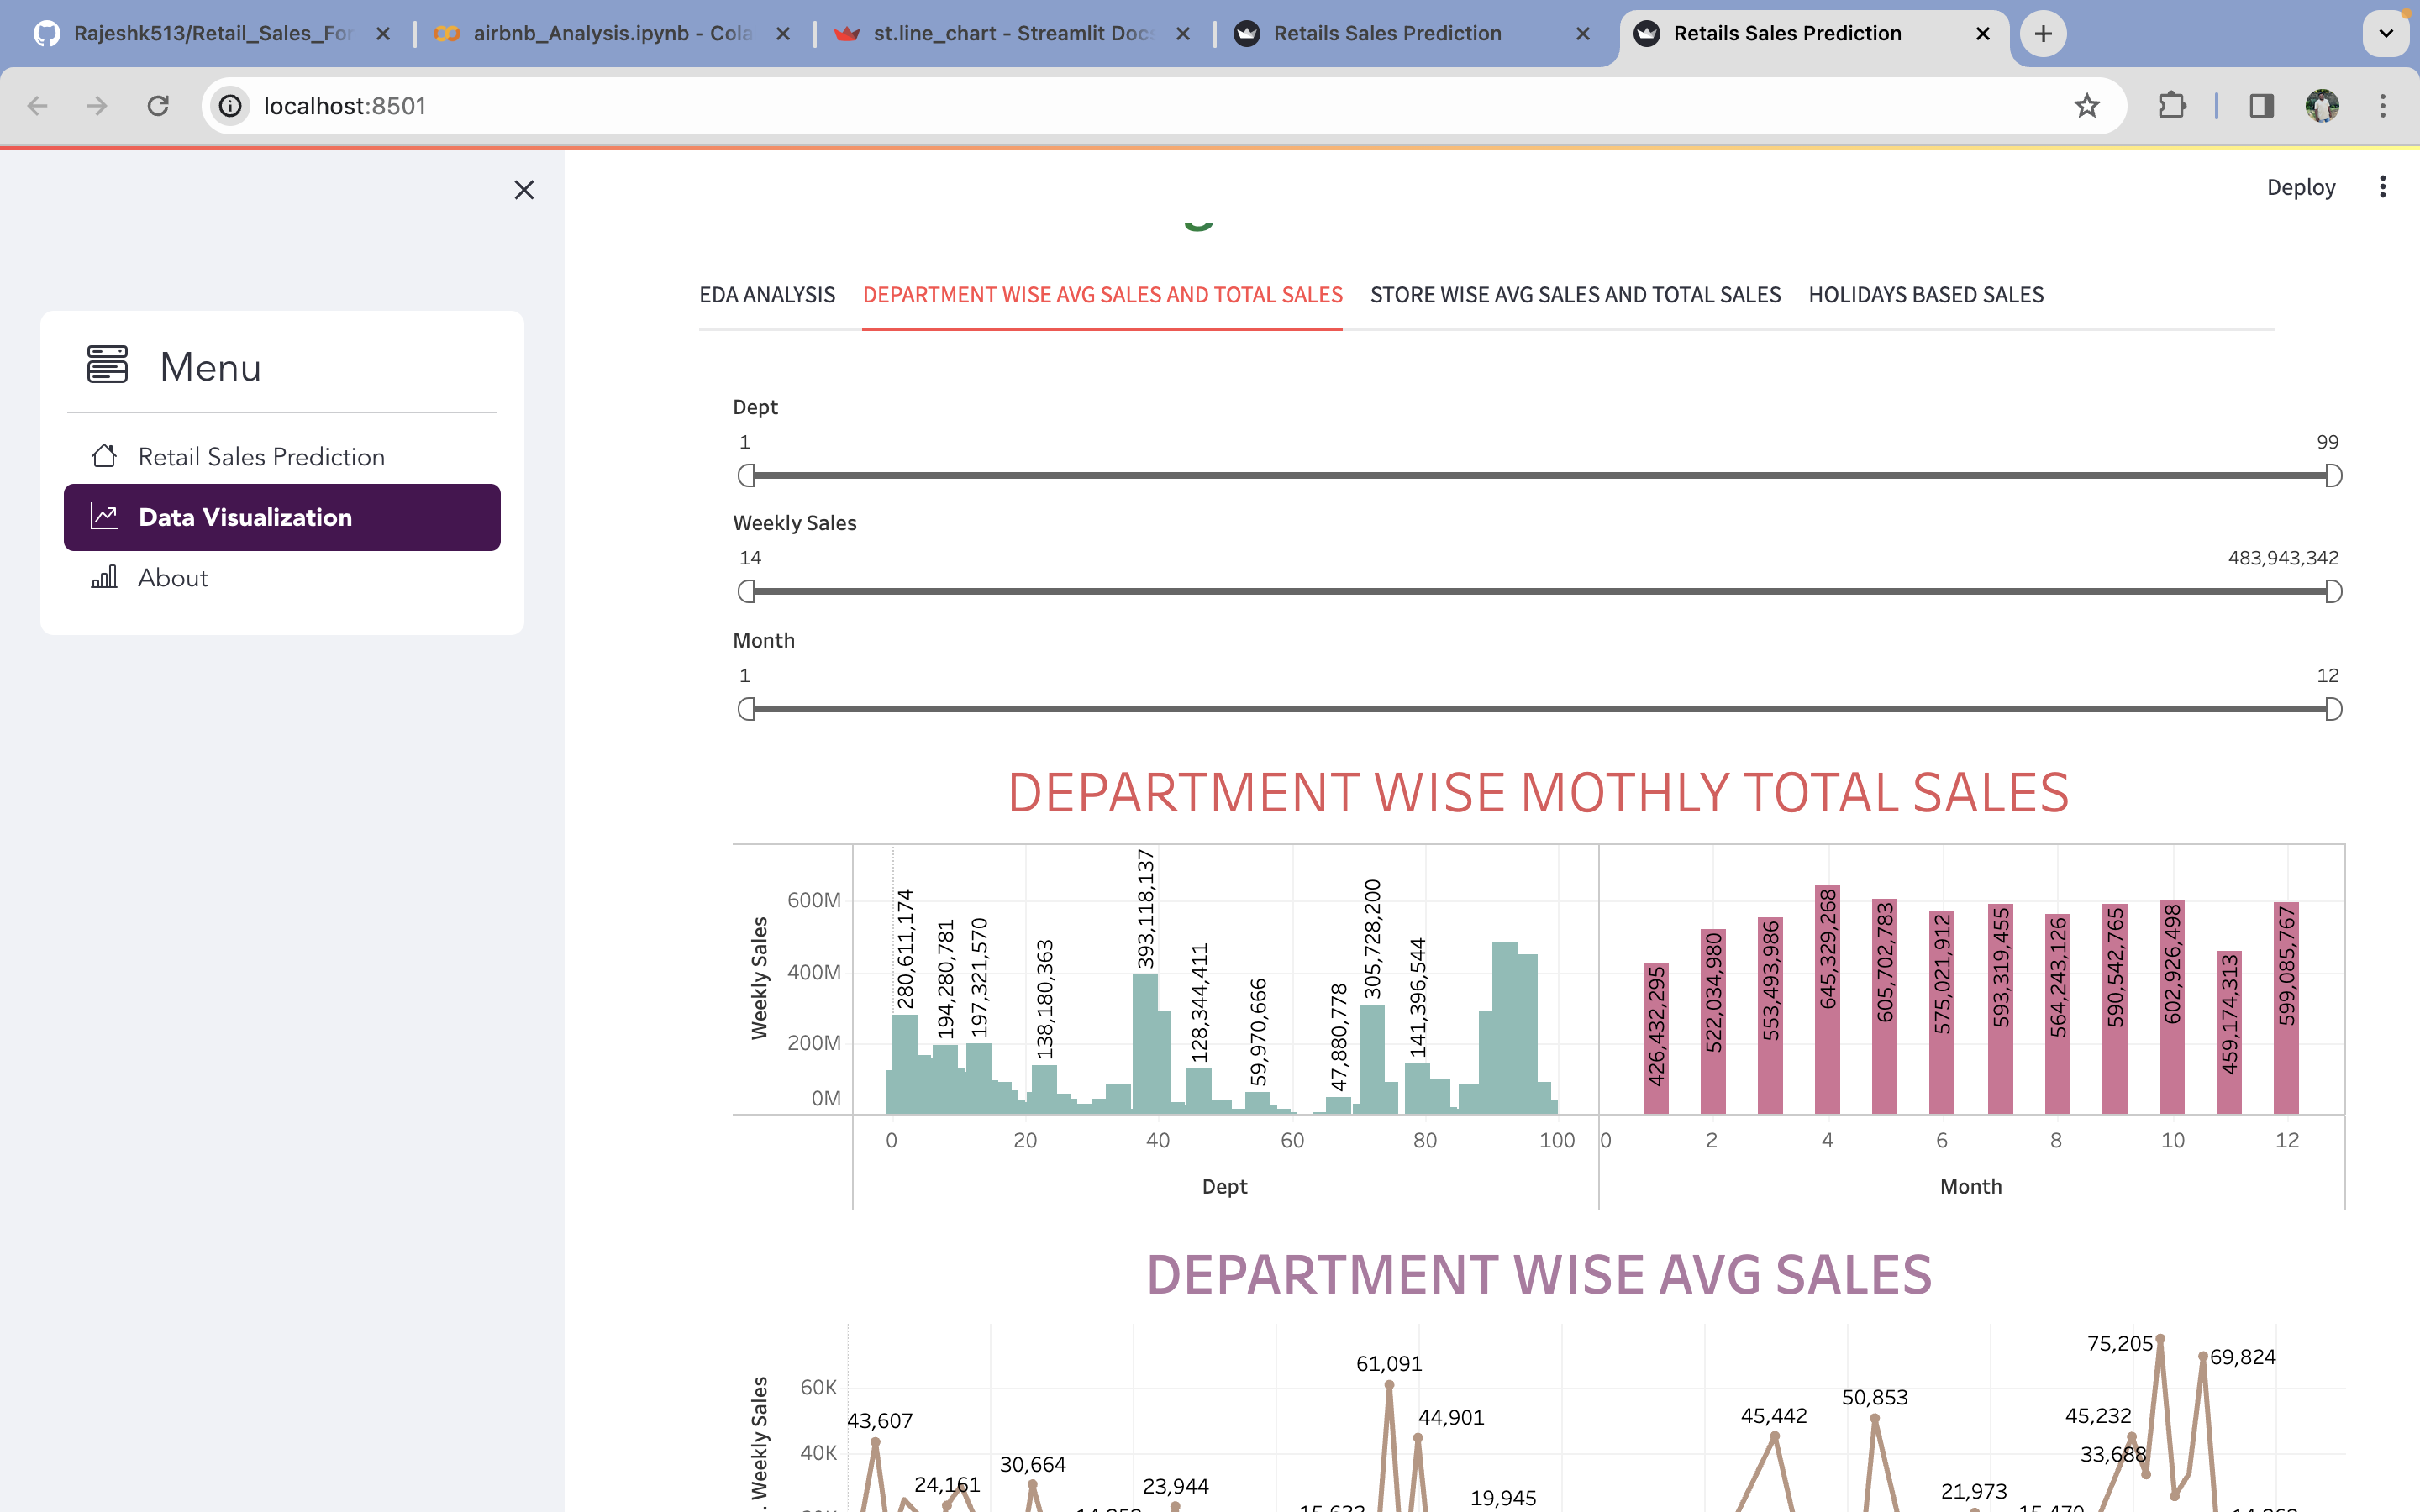 Rajeshk513/Retail_Sales_For
airbnb_Analysis.ipynb - Cola
st.line_chart - Streamlit Docs
Retails Sales Prediction
Retails Sales Prediction
localhost:8501
Deploy
Menu
Retail Sales Prediction
Data Visualization
About
EDA ANALYSIS
DEPARTMENT WISE AVG SALES AND TOTAL SALES
STORE WISE AVG SALES AND TOTAL SALES
HOLIDAYS BASED SALES
Dept
1 99
Weekly Sales
14 483,943,342
Month
1 12
DEPARTMENT WISE MOTHLY TOTAL SALES
Weekly Sales
600M
400M
200M
0M
280,611,174
194,280,781
197,321,570
138,180,363
393,118,137
128,344,411
59,970,666
47,880,778
305,728,200
141,396,544
426,432,295
522,034,980
553,493,986
645,329,268
605,702,783
575,021,912
593,319,455
564,243,126
590,542,765
602,926,498
459,174,313
599,085,767
0 20 40 60 80 100
0 2 4 6 8 10 12
Dept
Month
DEPARTMENT WISE AVG SALES
. Weekly Sales
60K
40K
43,607
24,161
30,664
23,944
61,091
44,901
19,945
45,442
50,853
21,973
45,232
33,688
75,205
69,824